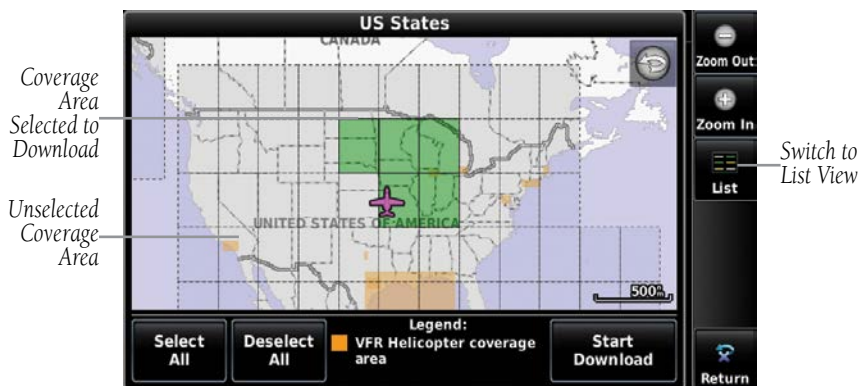 US States
CANADA
UNITED STATES OF AMERICA
500
Zoom Out
Zoom In
List
Return
Coverage
Area
Selected to
Download
Unselected
Coverage
Area
Switch to
List View
Select
All
Deselect
All
Legend:
VFR Helicopter coverage
area
Start
Download